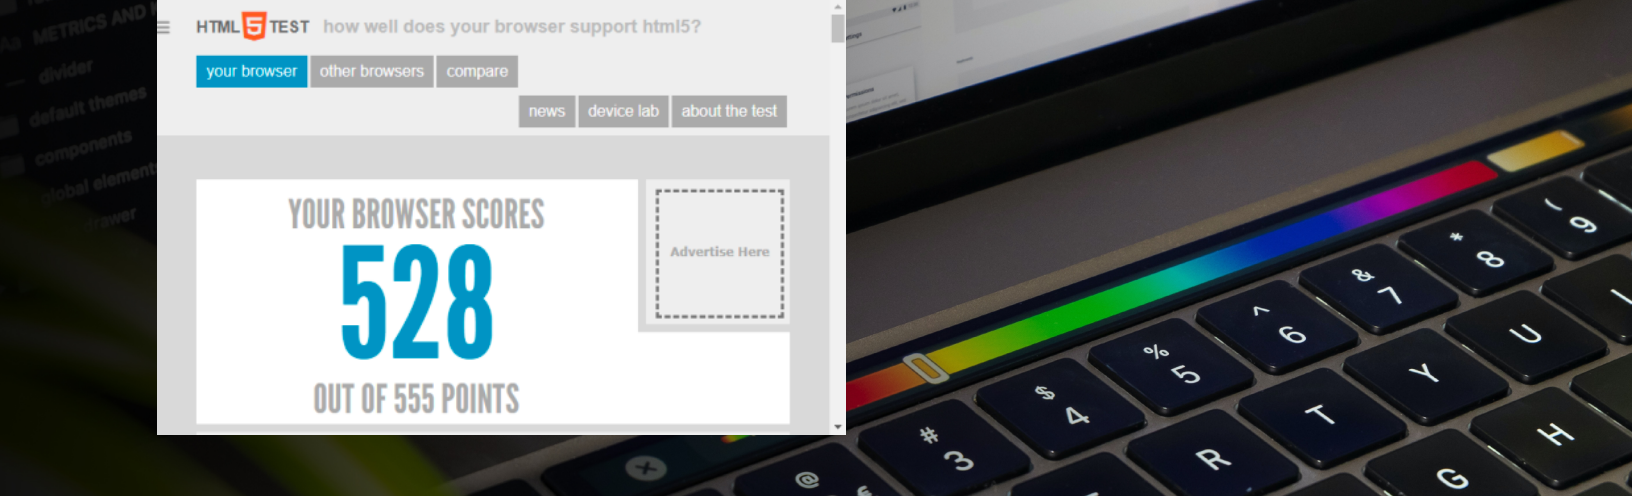 METRICS AND
Aa
divider
default themes
components
global elements
drawer
HTML 5 TEST how well does your browser support html5?
your browser other browsers compare
news device lab about the test
YOUR BROWSER SCORES
528
OUT OF 555 POINTS
Advertise Here
@
# 3
$ 4
% 5
^ 6
& 7
* 8
( 9
R T Y U I
G H